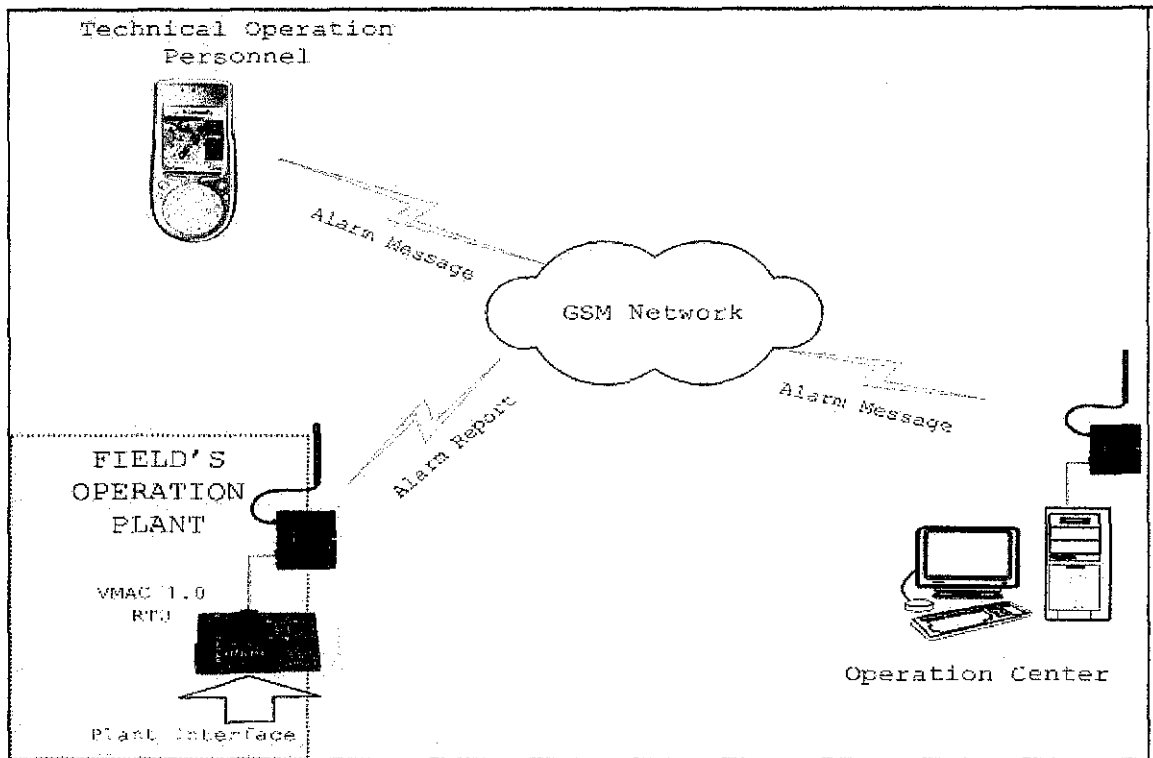 Technical Operation
Personnel
Alarm Message
GSM Network
Alarm Message
Alarm Report
FIELD'S
OPERATION
PLANT
VMAC 1.0
RTU
Operation Center
Plant Interface